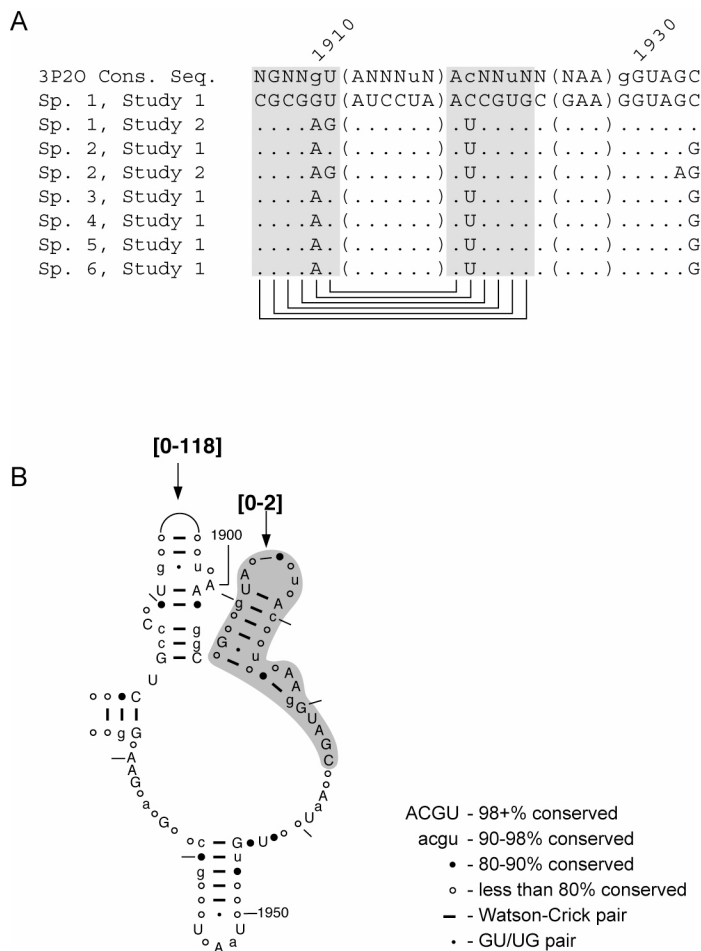 A
1910 1930
3P2O Cons. Seq. NGNNgU(ANNNuN)AcNNuNN(NAA)gGUAGC
Sp. 1, Study 1 CGCGGU(AUCCUA)ACCGUGC(GAA)GGUAGC
Sp. 1, Study 2 ....AG(......).U.....(...)......
Sp. 2, Study 1 ....A.(......).U.....(...).....G
Sp. 2, Study 2 ....AG(......).U.....(...)....AG
Sp. 3, Study 1 ....A.(......).U.....(...).....G
Sp. 4, Study 1 ....A.(......).U.....(...).....G
Sp. 5, Study 1 ....A.(......).U.....(...).....G
Sp. 6, Study 1 ....A.(......).U.....(...).....G
B
[0-118]
[0-2]
1900
g u A
U A A U u
g A
C c
c g
c g G u
G C
U A A
g G U A G C
C
g G
A A G a G
A a U
c G U
u
g
1950
U A a U
ACGU - 98+% conserved
acgu - 90-98% conserved
● - 80-90% conserved
○ - less than 80% conserved
━ - Watson-Crick pair
• - GU/UG pair